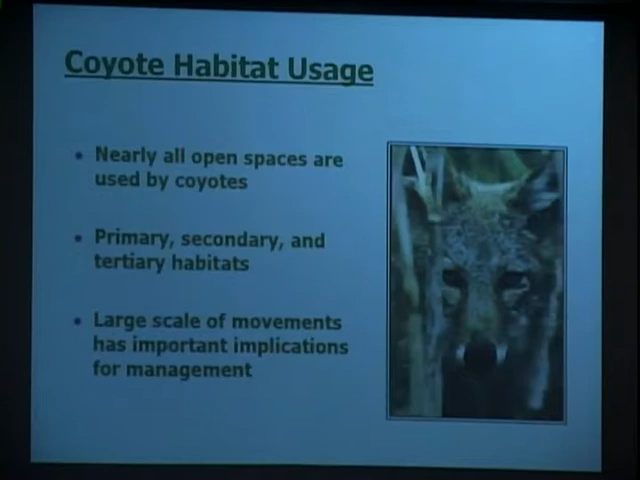 Coyote Habitat Usage
• Nearly all open spaces are
used by coyotes
• Primary, secondary, and
tertiary habitats
• Large scale of movements
has important implications
for management